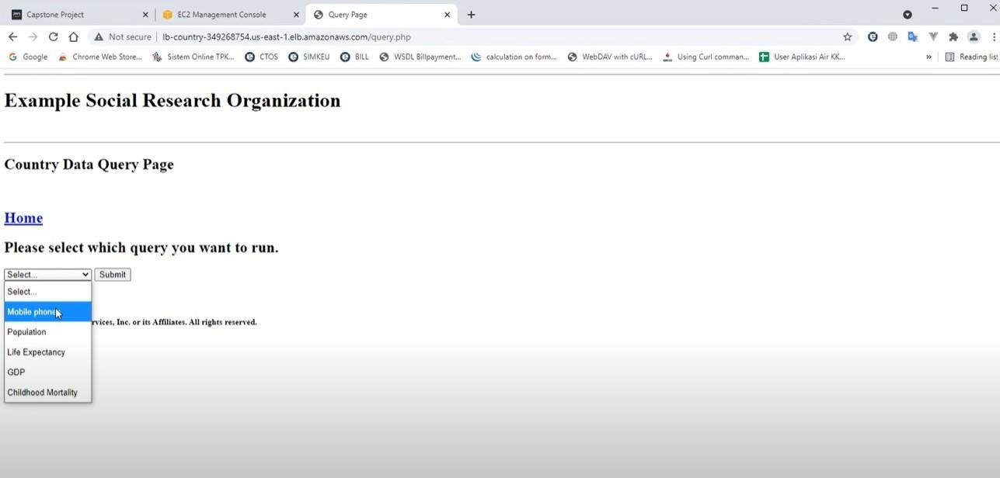 Capstone Project
EC2 Management Console
Query Page
Not secure
lb-country-349268754.us-east-1.elb.amazonaws.com/query.php
Google
Chrome Web Store...
Sistem Online TPK...
CTOS
SIMKEU
BILL
WSDL Billpayment...
calculation on form...
WebDAV with cURL...
Using Curl comman...
User Aplikasi Air KK...
»
Reading list
Example Social Research Organization
Country Data Query Page
Home
Please select which query you want to run.
Select... Submit
Select...
Mobile phones
Population
rvices, Inc. or its Affiliates. All rights reserved.
Life Expectancy
GDP
Childhood Mortality